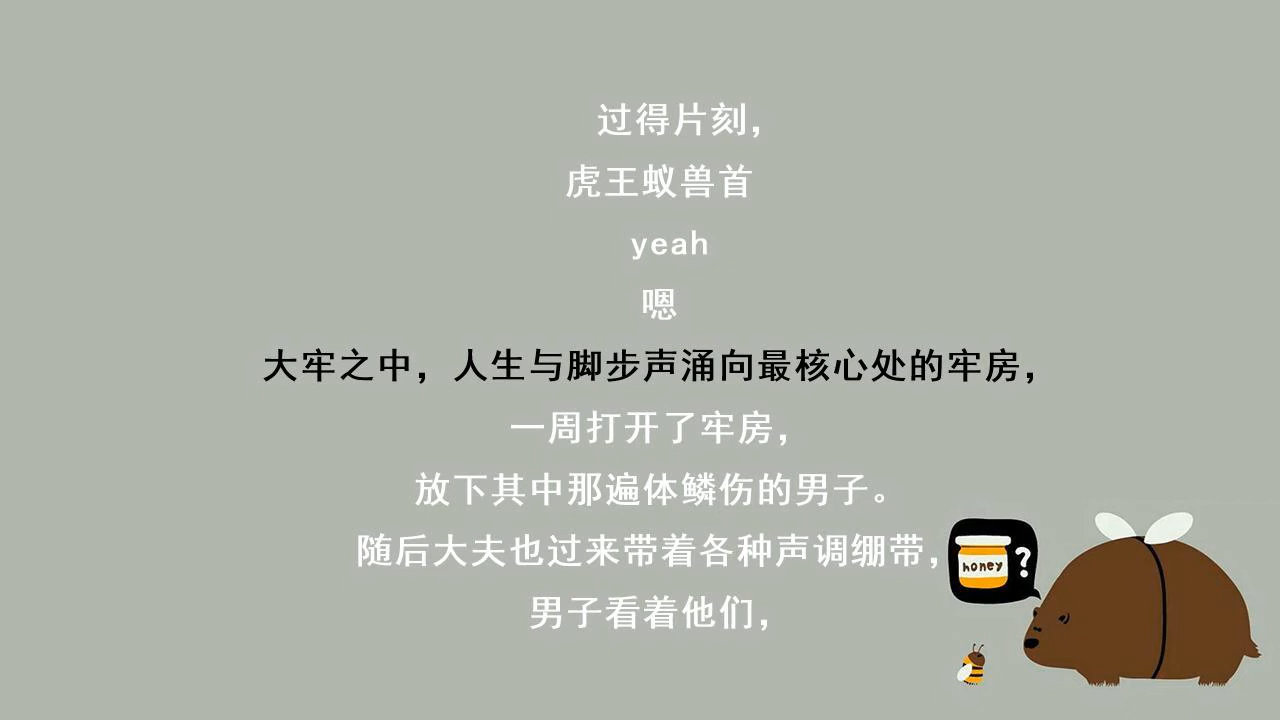 过得片刻，
虎王蚁兽首
yeah
嗯
大牢之中，人生与脚步声涌向最核心处的牢房，
一周打开了牢房，
放下其中那遍体鳞伤的男子。
随后大夫也过来带着各种声调绷带，
男子看着他们，
honey
?